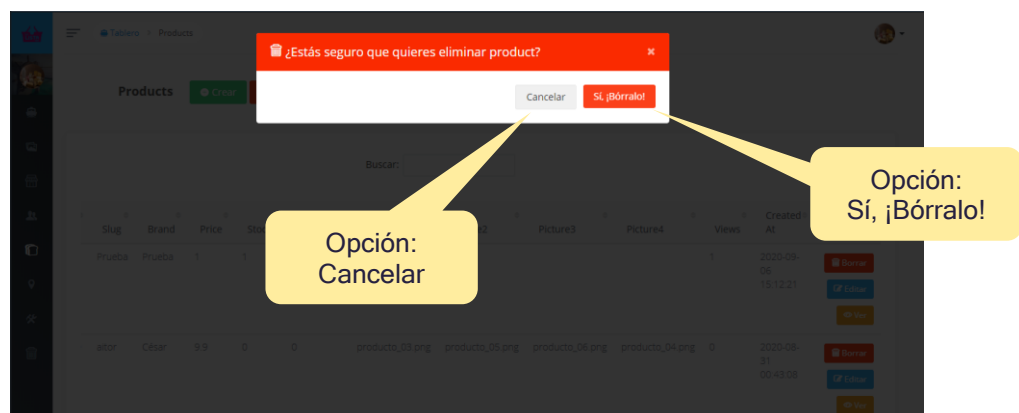 Tablero Products
¿Estás seguro que quieres eliminar product? ×
Cancelar Sí, ¡Bórralo!
Products Crear
Buscar:
Opción:
Sí, ¡Bórralo!
Opción:
Cancelar
Slug Brand Price Picture3 Picture4 Views Created At
Prueba Prueba 1 1 1 2020-09-
06
15:12:21
Borrar
Editar
Ver
aitor César 9.9 0 0 producto_03.png producto_05.png producto_06.png producto_04.png 0 2020-08-
31
00:49:08
Borrar
Editar
Ver